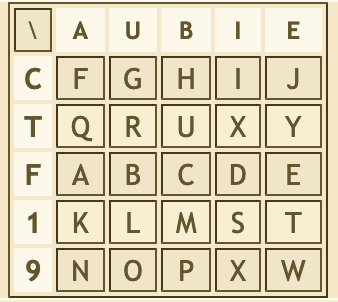 \ A U B I E
C F G H I J
T Q R U X Y
F A B C D E
1 K L M S T
9 N O P X W